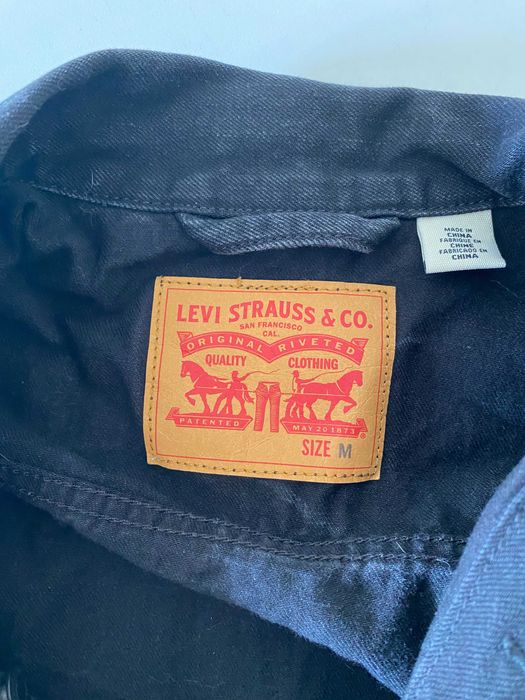 MADE IN
CHINA
FABRIQUE EN
CHINE
FABRICADO EN
CHINA
LEVI STRAUSS & CO.
SAN FRANCISCO
CAL.
ORIGINAL RIVETED
QUALITY CLOTHING
PATENTED MAY 20 1873
®
SIZE M